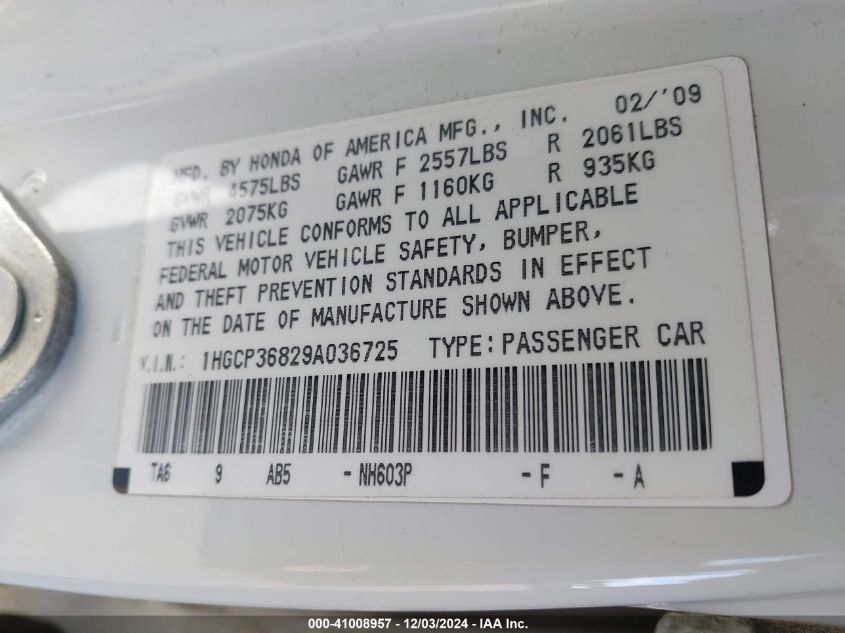 MFD. BY HONDA OF AMERICA MFG., INC. 02/'09
GVWR 4575LBS GAWR F 2557LBS R 2061LBS
GVWR 2075KG GAWR F 1160KG R 935KG
THIS VEHICLE CONFORMS TO ALL APPLICABLE
FEDERAL MOTOR VEHICLE SAFETY, BUMPER,
AND THEFT PREVENTION STANDARDS IN EFFECT
ON THE DATE OF MANUFACTURE SHOWN ABOVE.
V.I.N.: 1HGCP36829A036725 TYPE: PASSENGER CAR
TA6 9 AB5 -NH603P -F -A
000-41008957 - 12/03/2024 - IAA Inc.